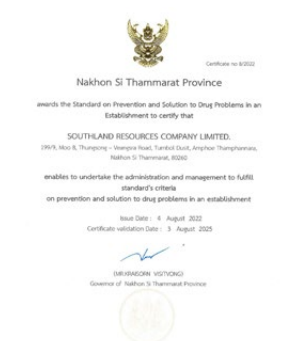 Certificate no 8/2022
Nakhon Si Thammarat Province
awards the Standard on Prevention and Solution to Drug Problems in an
Establishment to certify that
SOUTHLAND RESOURCES COMPANY LIMITED.
199/9, Moo 8, Thungsong - Road, Tumbol Dusit, Amphoe Thamphannara,
Nakhon Si Thammarat, 80260
enables to undertake the administration and management to fulfill
standard's criteria
on prevention and solution to drug problems in an establishment
Issue Date : 4 August 2022
Certificate validation Date : 3 August 2025
(MR.KRAISORN VISITVONG)
Governor of Nakhon Si Thammarat Province